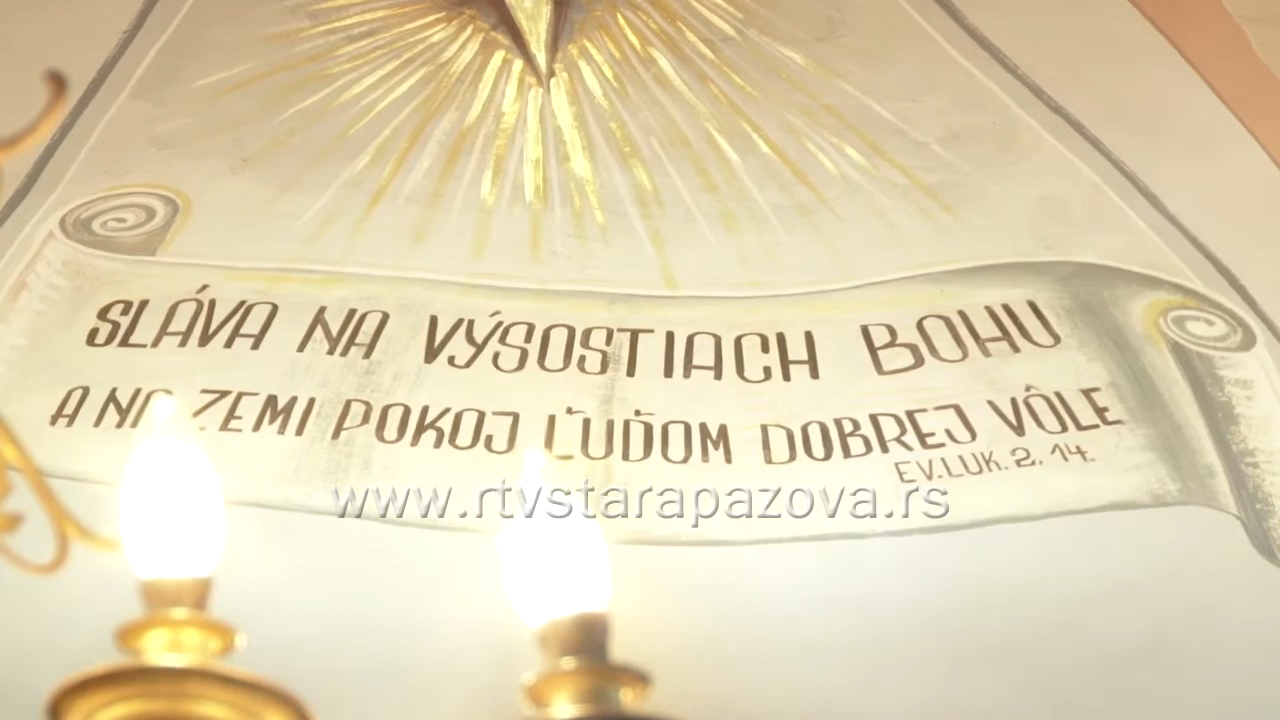 SLÁVA NA VÝSOSTIACH BOHU
A NA ZEMI POKOJ ĽUĎOM DOBREJ VÔLE
EV.LUK. 2. 14.
www.rtvstarapazova.rs